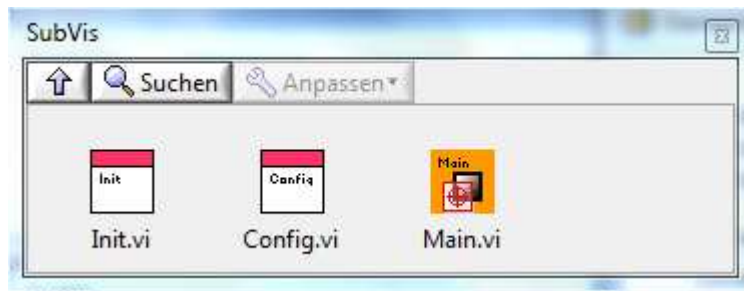 SubVis
Suchen Anpassen
Init Config Main
Init.vi Config.vi Main.vi